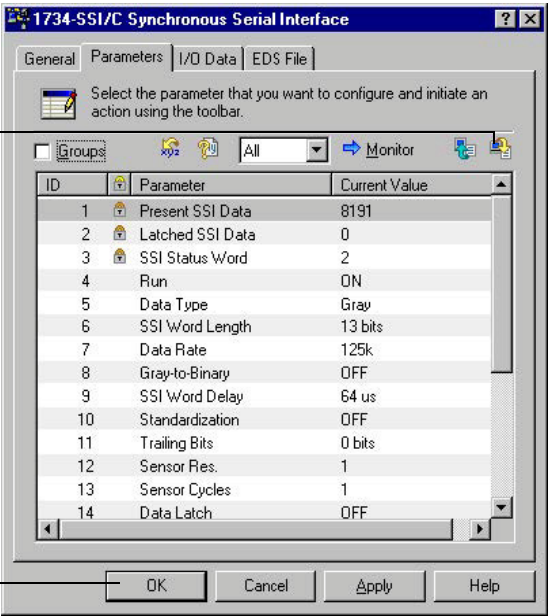 1734-SSI/C Synchronous Serial Interface
General Parameters I/O Data EDS File
Select the parameter that you want to configure and initiate an
action using the toolbar.
Groups All Monitor
ID Parameter Current Value
1 Present SSI Data 8191
2 Latched SSI Data 0
3 SSI Status Word 2
4 Run ON
5 Data Type Gray
6 SSI Word Length 13 bits
7 Data Rate 125k
8 Gray-to-Binary OFF
9 SSI Word Delay 64 us
10 Standardization OFF
11 Trailing Bits 0 bits
12 Sensor Res. 1
13 Sensor Cycles 1
14 Data Latch OFF
OK Cancel Apply Help